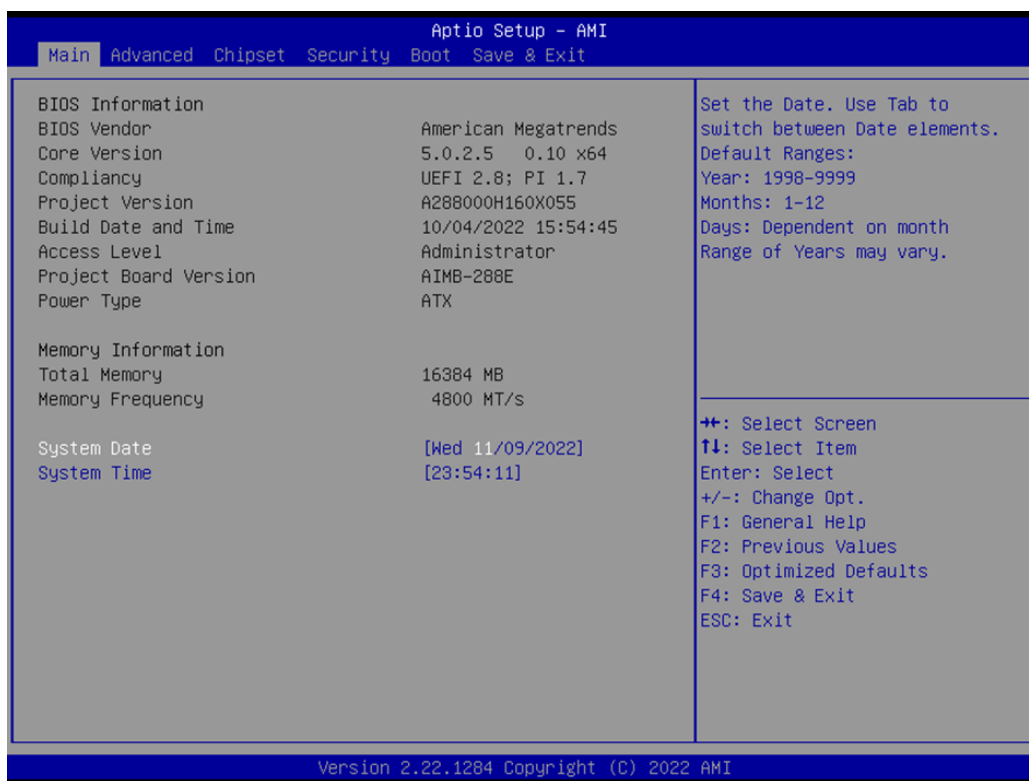 Aptio Setup – AMI
Main Advanced Chipset Security Boot Save & Exit
BIOS Information
BIOS Vendor American Megatrends
Core Version 5.0.2.5 0.10 x64
Compliancy UEFI 2.8; PI 1.7
Project Version A288000H160X055
Build Date and Time 10/04/2022 15:54:45
Access Level Administrator
Project Board Version AIMB-288E
Power Type ATX
Memory Information
Total Memory 16384 MB
Memory Frequency 4800 MT/s
System Date [Wed 11/09/2022]
System Time [23:54:11]
Set the Date. Use Tab to
switch between Date elements.
Default Ranges:
Year: 1998-9999
Months: 1-12
Days: Dependent on month
Range of Years may vary.
→←: Select Screen
↑↓: Select Item
Enter: Select
+/-: Change Opt.
F1: General Help
F2: Previous Values
F3: Optimized Defaults
F4: Save & Exit
ESC: Exit
Version 2.22.1284 Copyright (C) 2022 AMI